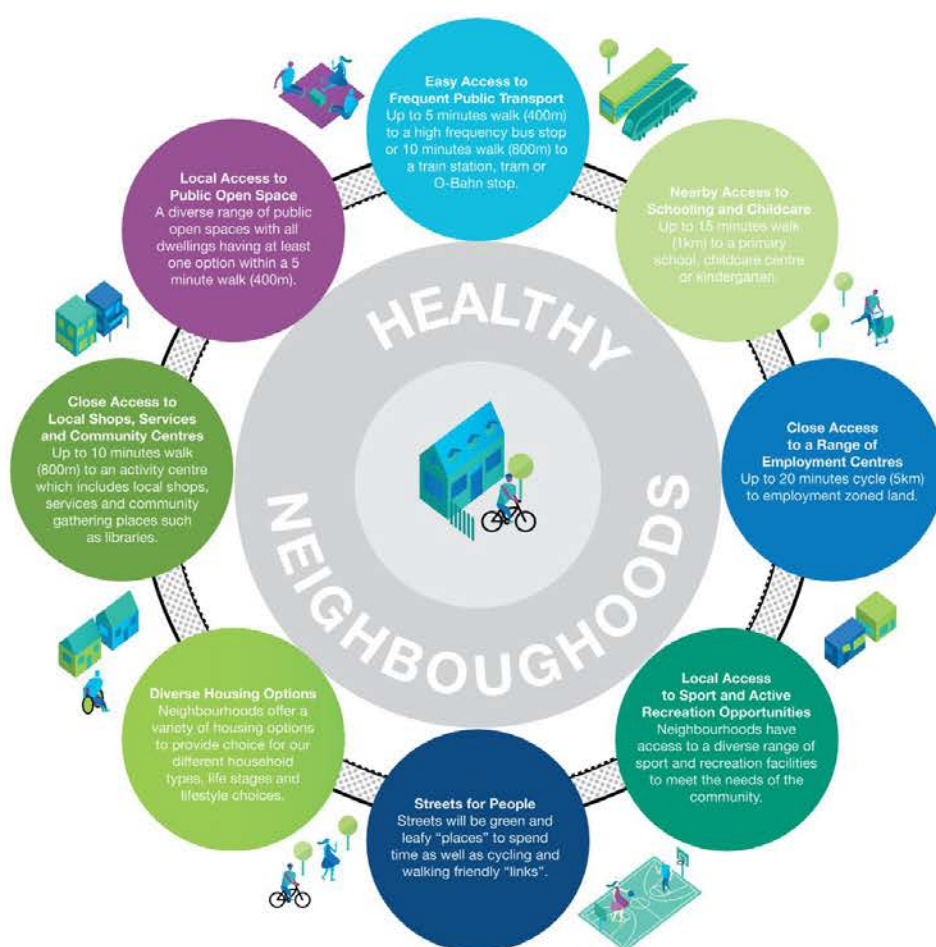 Easy Access to
Frequent Public Transport
Up to 5 minutes walk (400m)
to a high frequency bus stop
or 10 minutes walk (800m) to
a train station, tram or
O-Bahn stop.
Nearby Access to
Schooling and Childcare
Up to 15 minutes walk
(1km) to a primary
school, childcare centre
or kindergarten.
Close Access
to a Range of
Employment Centres
Up to 20 minutes cycle (5km)
to employment zoned land.
Local Access
to Sport and Active
Recreation Opportunities
Neighbourhoods have
access to a diverse range of
sport and recreation facilities
to meet the needs of the
community.
Streets for People
Streets will be green and
leafy “places” to spend
time as well as cycling and
walking friendly “links”.
Diverse Housing Options
Neighbourhoods offer a
variety of housing options
to provide choice for our
different household
types, life stages and
lifestyle choices.
Close Access to
Local Shops, Services
and Community Centres
Up to 10 minutes walk
(800m) to an activity centre
which includes local shops,
services and community
gathering places such
as libraries.
Local Access to
Public Open Space
A diverse range of public
open spaces with all
dwellings having at least
one option within a 5
minute walk (400m).
HEALTHY
NEIGHBOUGHOODS